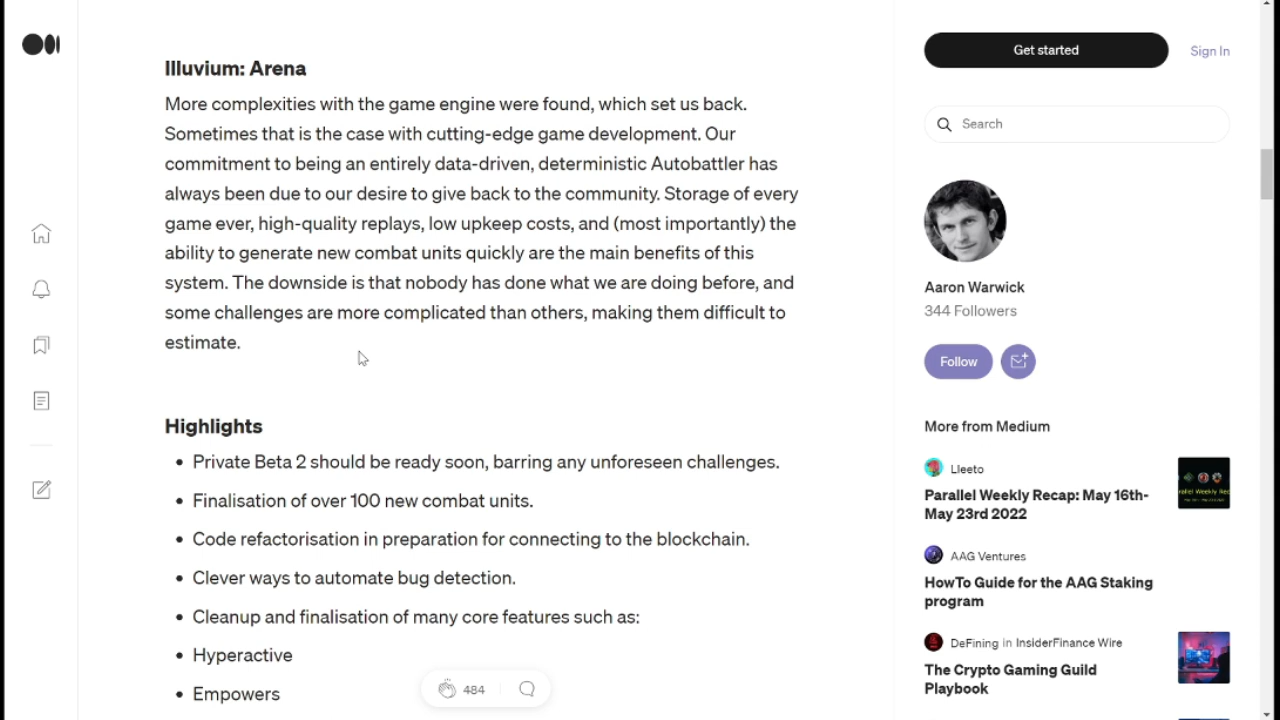 Illuvium: Arena
More complexities with the game engine were found, which set us back.
Sometimes that is the case with cutting-edge game development. Our
commitment to being an entirely data-driven, deterministic Autobattler has
always been due to our desire to give back to the community. Storage of every
game ever, high-quality replays, low upkeep costs, and (most importantly) the
ability to generate new combat units quickly are the main benefits of this
system. The downside is that nobody has done what we are doing before, and
some challenges are more complicated than others, making them difficult to
estimate.
Highlights
• Private Beta 2 should be ready soon, barring any unforeseen challenges.
• Finalisation of over 100 new combat units.
• Code refactorisation in preparation for connecting to the blockchain.
• Clever ways to automate bug detection.
• Cleanup and finalisation of many core features such as:
• Hyperactive
• Empowers
484
Get started
Sign In
Search
Aaron Warwick
344 Followers
Follow
More from Medium
Lleeto
Parallel Weekly Recap: May 16th-
May 23rd 2022
AAG Ventures
HowTo Guide for the AAG Staking
program
DeFining in InsiderFinance Wire
The Crypto Gaming Guild
Playbook